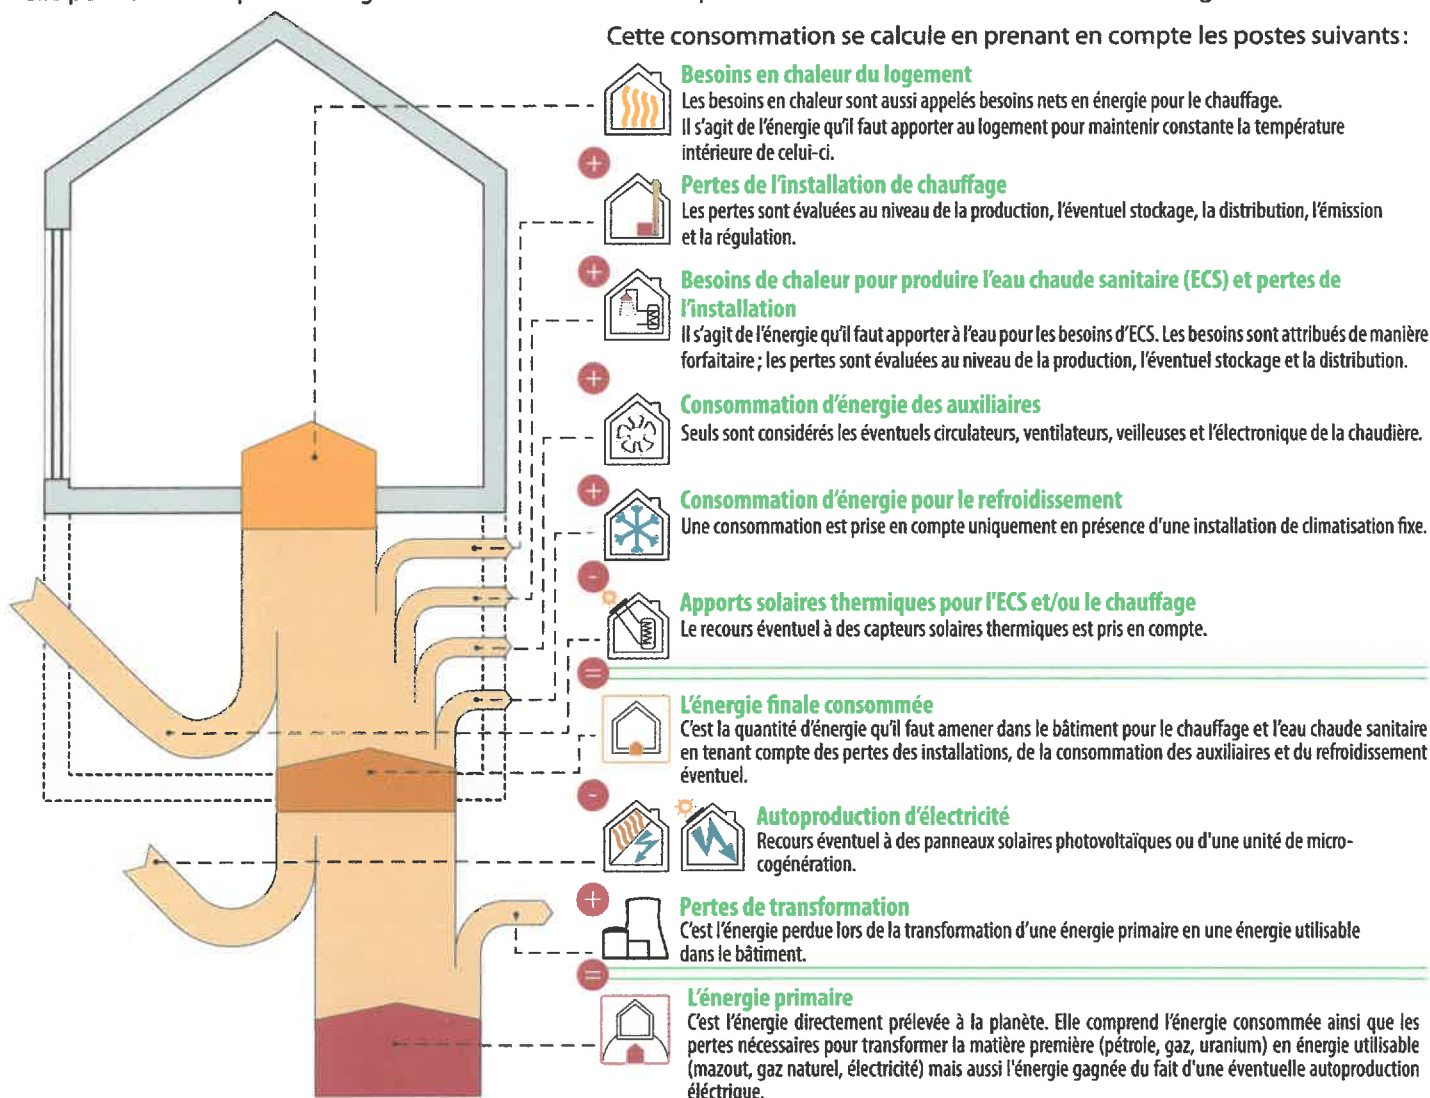 Cette consommation se calcule en prenant en compte les postes suivants :
Besoins en chaleur du logement
Les besoins en chaleur sont aussi appelés besoins nets en énergie pour le chauffage.
Il s'agit de l'énergie qu'il faut apporter au logement pour maintenir constante la température
intérieure de celui-ci.
+
Pertes de l'installation de chauffage
Les pertes sont évaluées au niveau de la production, l'éventuel stockage, la distribution, l'émission
et la régulation.
+
Besoins de chaleur pour produire l'eau chaude sanitaire (ECS) et pertes de
l'installation
Il s'agit de l'énergie qu'il faut apporter à l'eau pour les besoins d'ECS. Les besoins sont attribués de manière
forfaitaire ; les pertes sont évaluées au niveau de la production, l'éventuel stockage et la distribution.
+
Consommation d'énergie des auxiliaires
Seuls sont considérés les éventuels circulateurs, ventilateurs, veilleuses et l'électronique de la chaudière.
+
Consommation d'énergie pour le refroidissement
Une consommation est prise en compte uniquement en présence d'une installation de climatisation fixe.
-
Apports solaires thermiques pour l'ECS et/ou le chauffage
Le recours éventuel à des capteurs solaires thermiques est pris en compte.
=
L'énergie finale consommée
C'est la quantité d'énergie qu'il faut amener dans le bâtiment pour le chauffage et l'eau chaude sanitaire
en tenant compte des pertes des installations, de la consommation des auxiliaires et du refroidissement
éventuel.
-
Autoproduction d'électricité
Recours éventuel à des panneaux solaires photovoltaïques ou d'une unité de micro-
cogénération.
+
Pertes de transformation
C'est l'énergie perdue lors de la transformation d'une énergie primaire en une énergie utilisable
dans le bâtiment.
=
L'énergie primaire
C'est l'énergie directement prélevée à la planète. Elle comprend l'énergie consommée ainsi que les
pertes nécessaires pour transformer la matière première (pétrole, gaz, uranium) en énergie utilisable
(mazout, gaz naturel, électricité) mais aussi l'énergie gagnée du fait d'une éventuelle autoproduction
éléctrique.